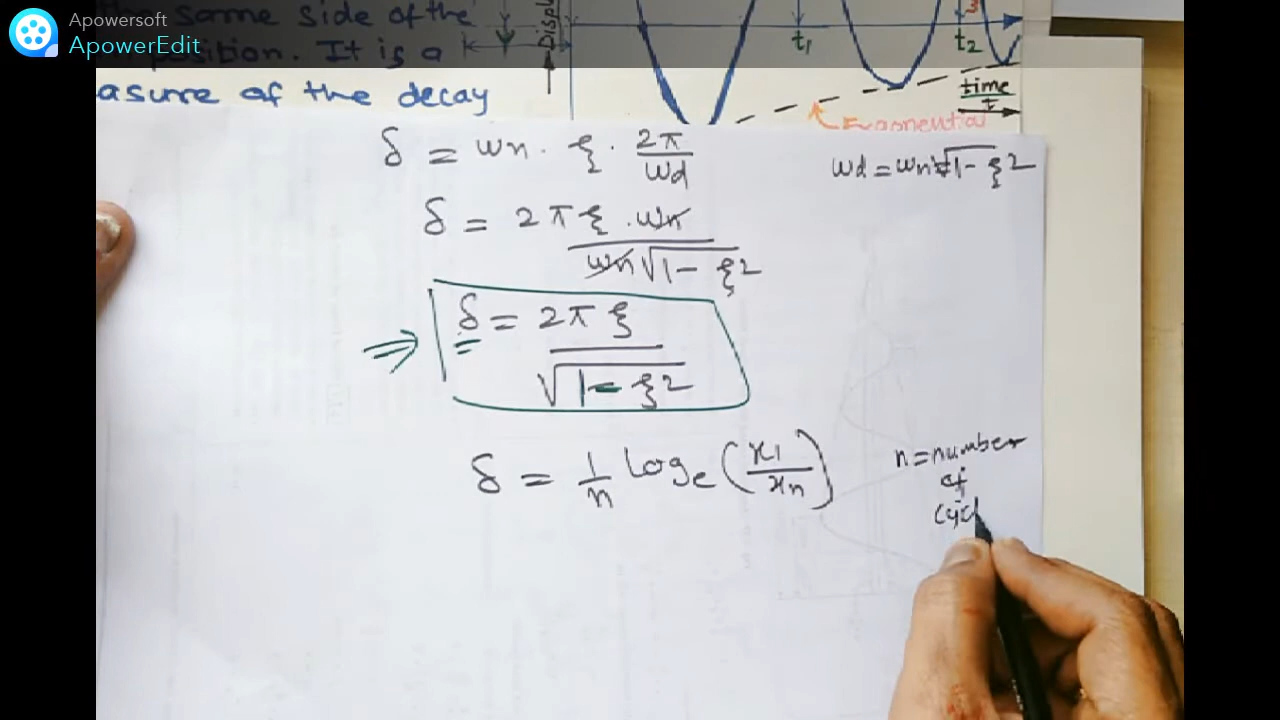 Apowersoft
ApowerEdit
same side of the
position. It is a
asure of the decay
Displ
t1
t2
time
t
Exponential
δ = ωn . ξ . 2π/ωd
ωd = ωn √1-ξ2
δ = 2πξ . ωn / ωn√1-ξ2
⇒ δ = 2πξ / √1-ξ2
δ = 1/n loge (x1/xn)
n = number
of
cycl